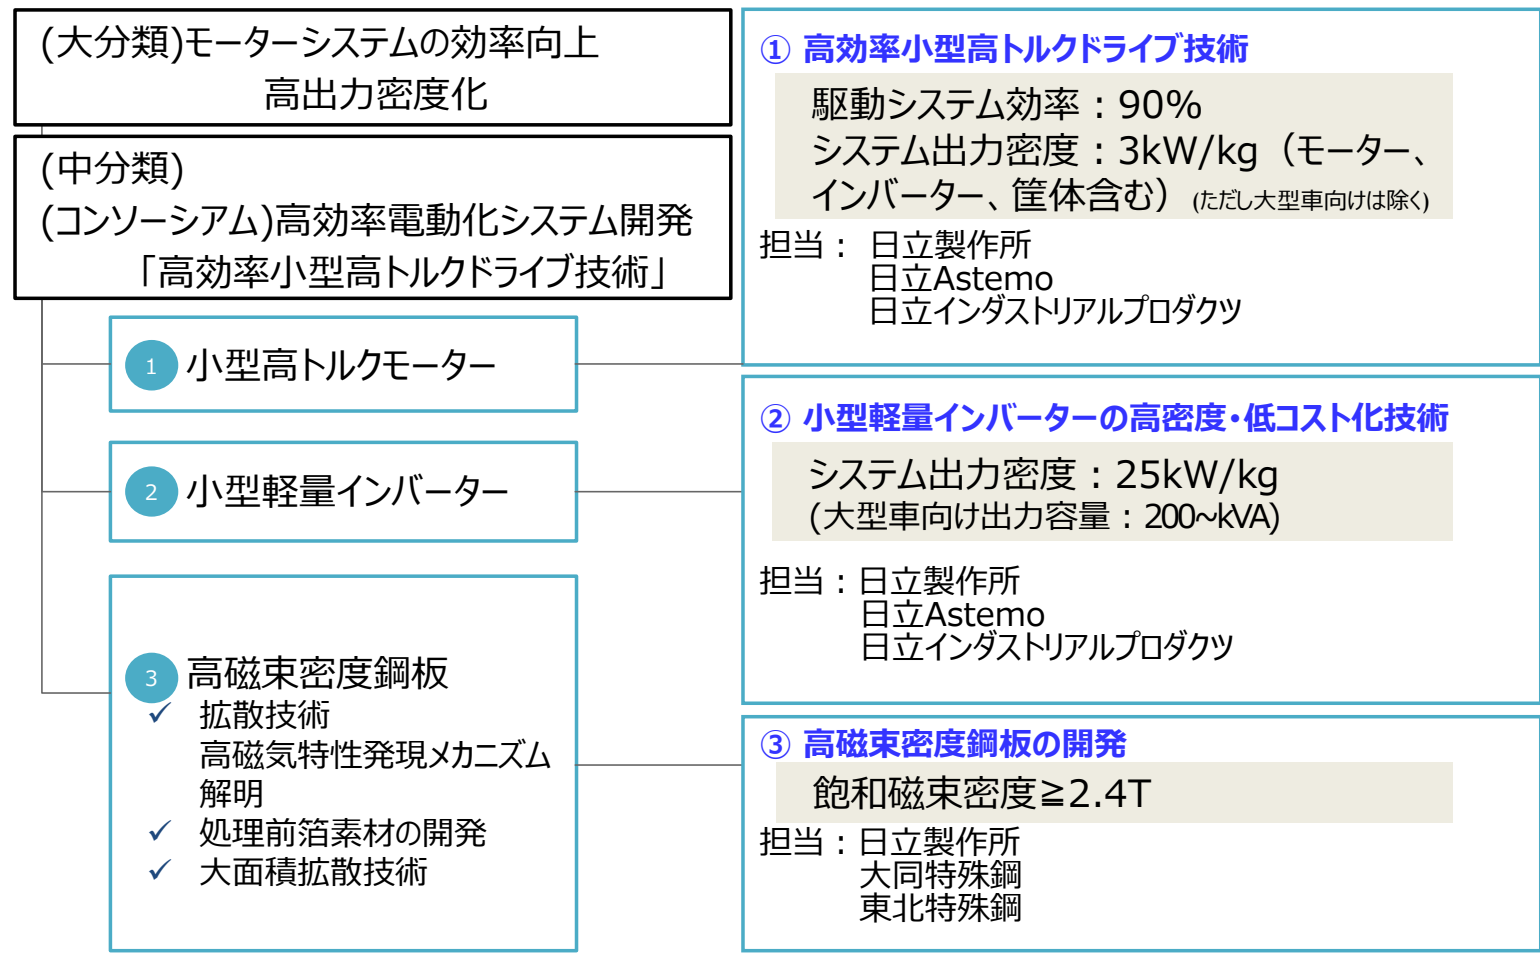 (大分類)モーターシステムの効率向上
高出力密度化
(中分類)
(コンソーシアム)高効率電動化システム開発
「高効率小型高トルクドライブ技術」
1 小型高トルクモーター
2 小型軽量インバーター
3 高磁束密度鋼板
✓ 拡散技術
高磁気特性発現メカニズム
解明
✓ 処理前箔素材の開発
✓ 大面積拡散技術
① 高効率小型高トルクドライブ技術
駆動システム効率：90%
システム出力密度：3kW/kg（モーター、
インバーター、筐体含む）(ただし大型車向けは除く)
担当： 日立製作所
日立Astemo
日立インダストリアルプロダクツ
② 小型軽量インバーターの高密度・低コスト化技術
システム出力密度：25kW/kg
(大型車向け出力容量：200~kVA)
担当：日立製作所
日立Astemo
日立インダストリアルプロダクツ
③ 高磁束密度鋼板の開発
飽和磁束密度≧2.4T
担当：日立製作所
大同特殊鋼
東北特殊鋼